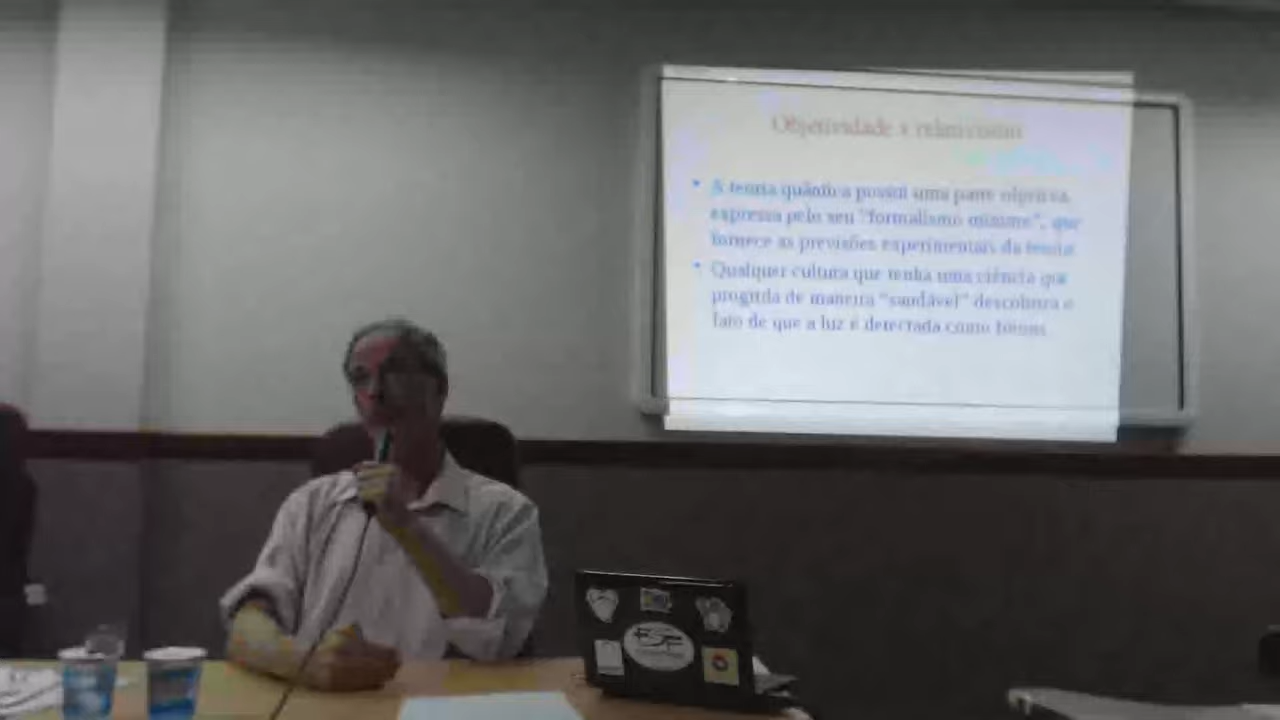 Objetividade x relativismo
• A teoria quântica possui uma parte objetiva,
expressa pelo seu "formalismo mínimo", que
fornece as previsões experimentais da teoria.
• Qualquer cultura que tenha uma ciência que
progrida de maneira "saudável" descobrirá o
fato de que a luz é detectada como fótons.